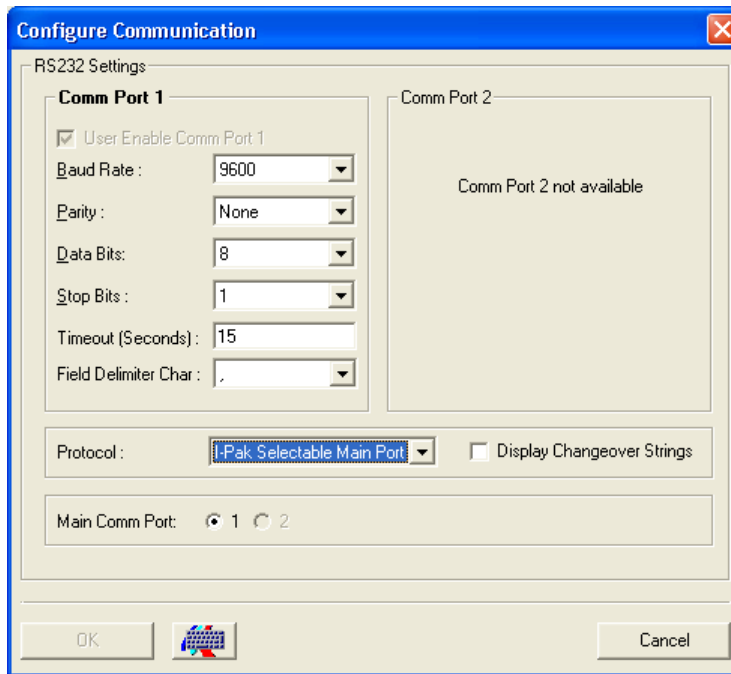 Configure Communication
RS232 Settings
Comm Port 1
User Enable Comm Port 1
Baud Rate : 9600
Parity : None
Data Bits: 8
Stop Bits : 1
Timeout (Seconds) : 15
Field Delimiter Char : ,
Comm Port 2
Comm Port 2 not available
Protocol : I-Pak Selectable Main Port Display Changeover Strings
Main Comm Port: 1 2
OK Cancel